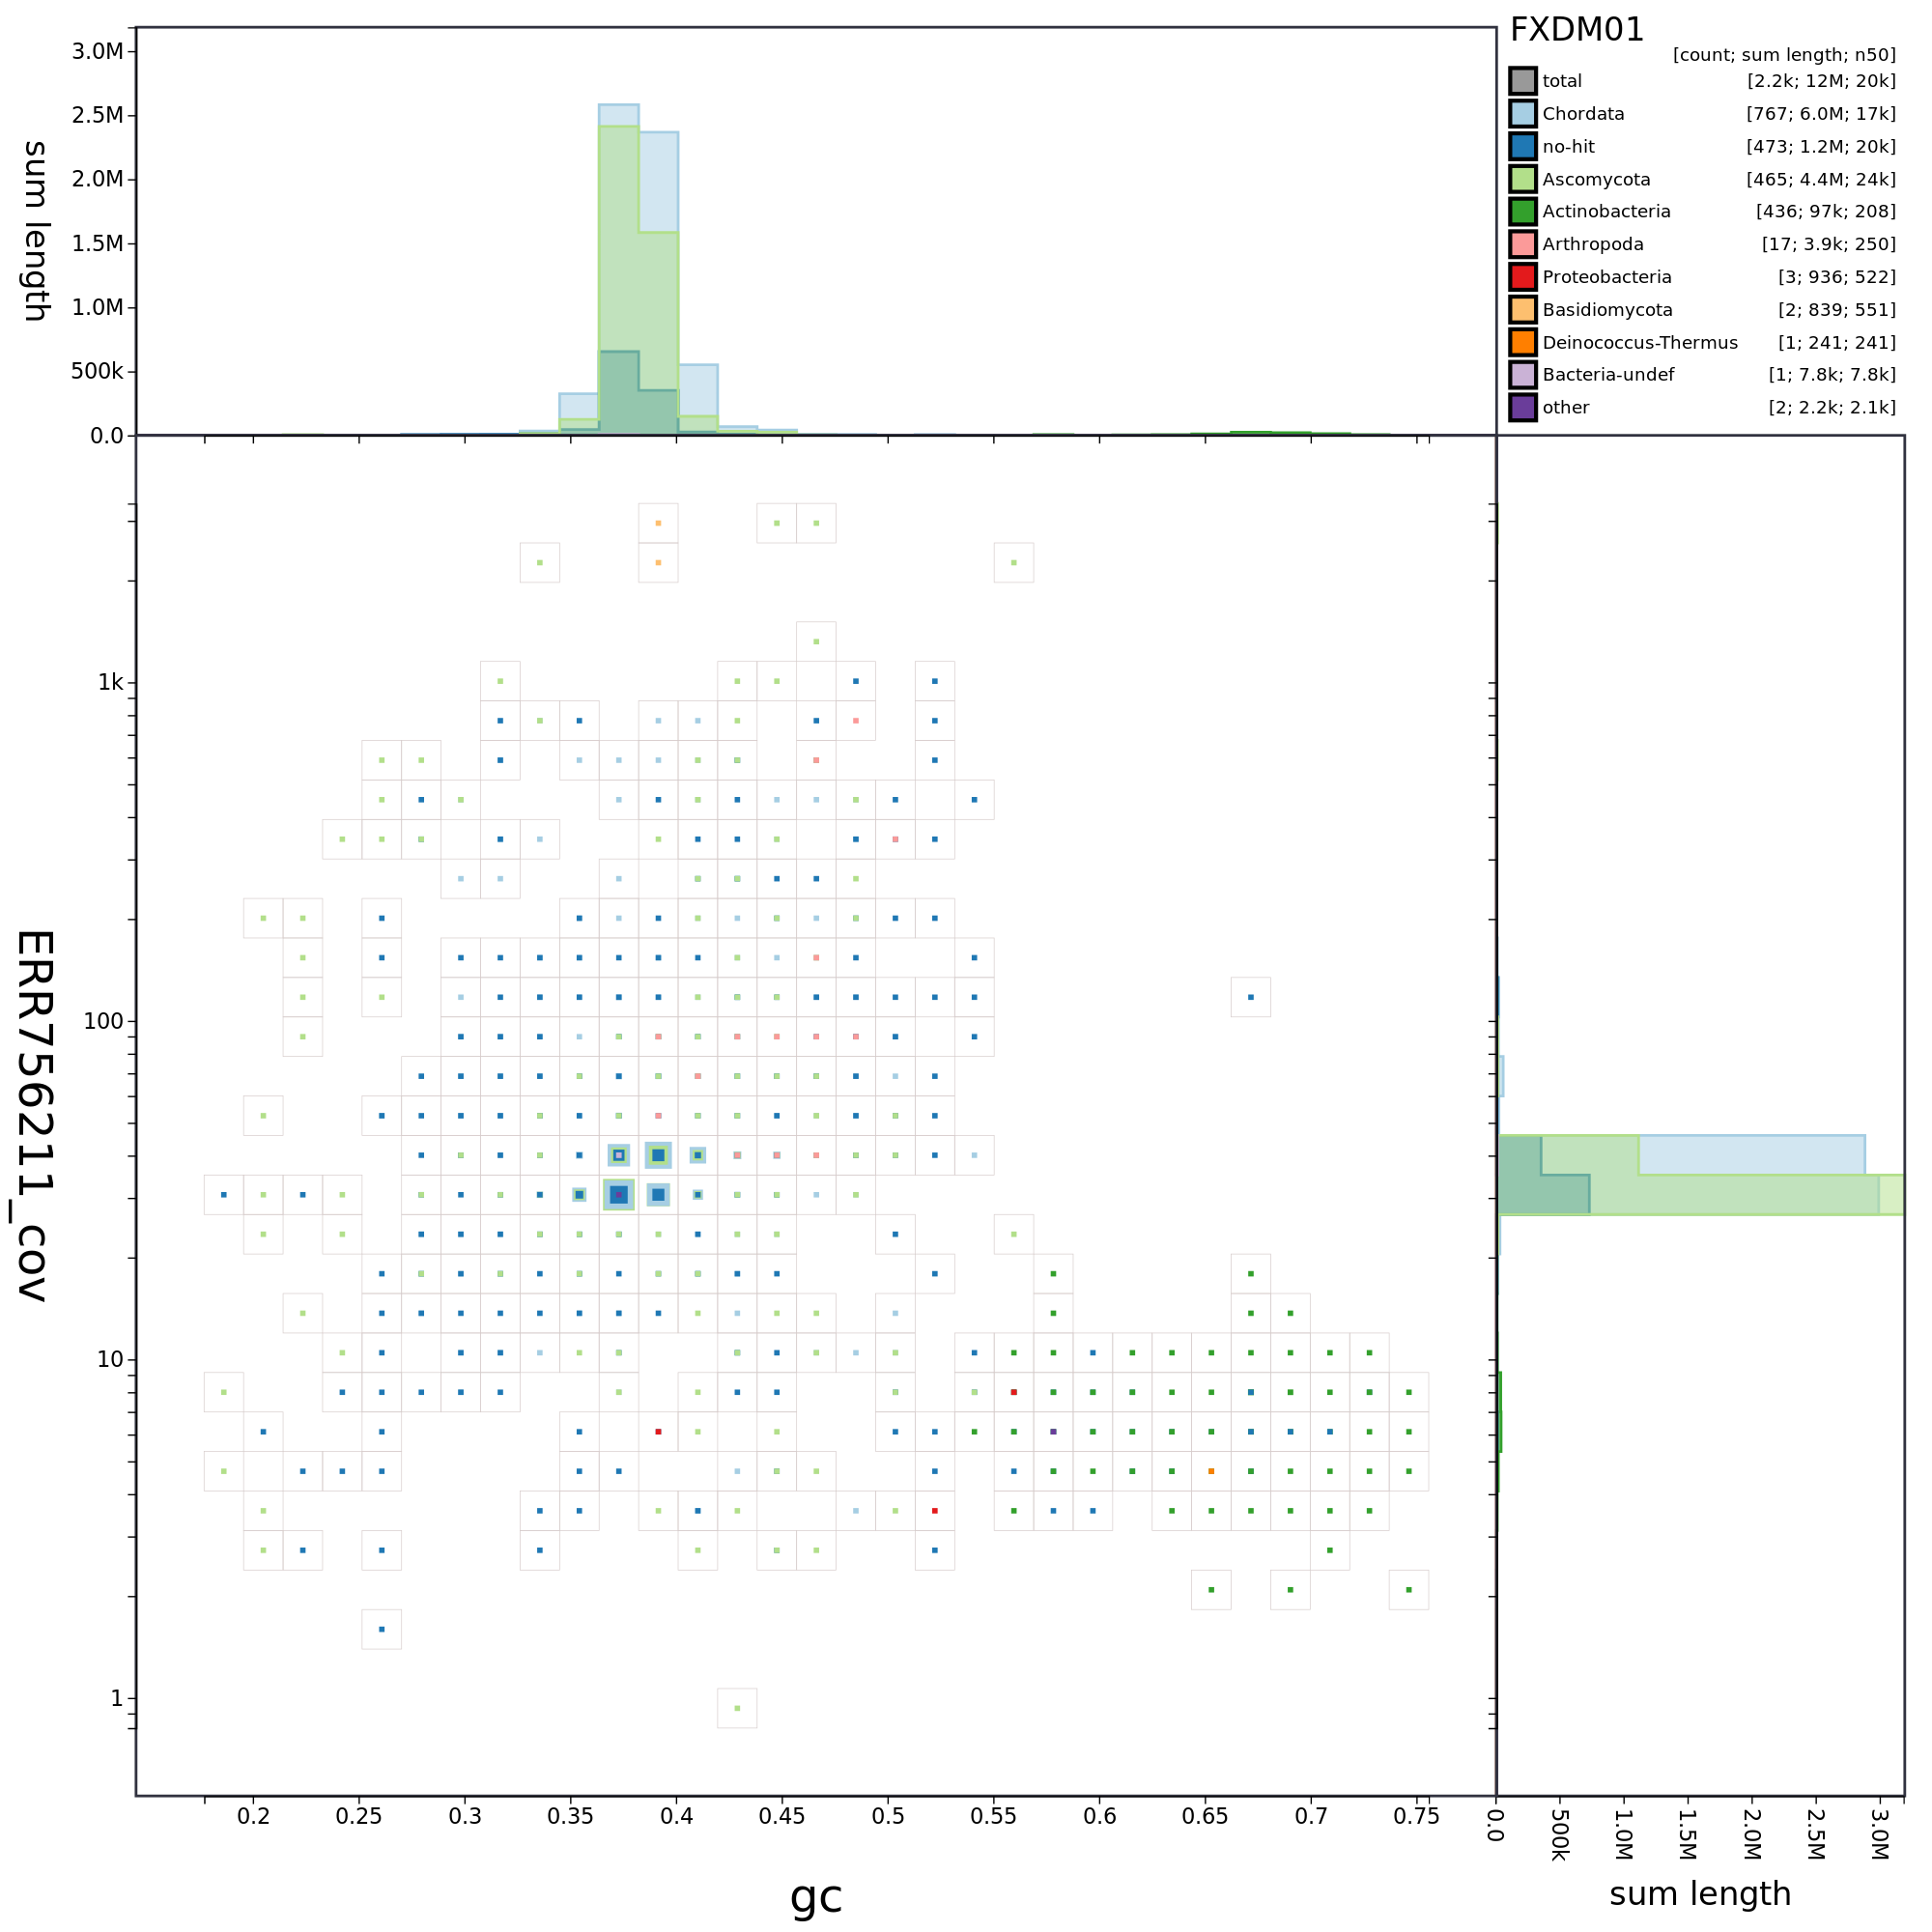 FXDM01
[count; sum length; n50]
total [2.2k; 12M; 20k]
Chordata [767; 6.0M; 17k]
no-hit [473; 1.2M; 20k]
Ascomycota [465; 4.4M; 24k]
Actinobacteria [436; 97k; 208]
Arthropoda [17; 3.9k; 250]
Proteobacteria [3; 936; 522]
Basidiomycota [2; 839; 551]
Deinococcus-Thermus [1; 241; 241]
Bacteria-undef [1; 7.8k; 7.8k]
other [2; 2.2k; 2.1k]
sum length
3.0M
2.5M
2.0M
1.5M
1.0M
500k
0.0
ERR756211_cov
1k
100
10
1
0.2 0.25 0.3 0.35 0.4 0.45 0.5 0.55 0.6 0.65 0.7 0.75
gc
0.0 500k 1.0M 1.5M 2.0M 2.5M 3.0M
sum length